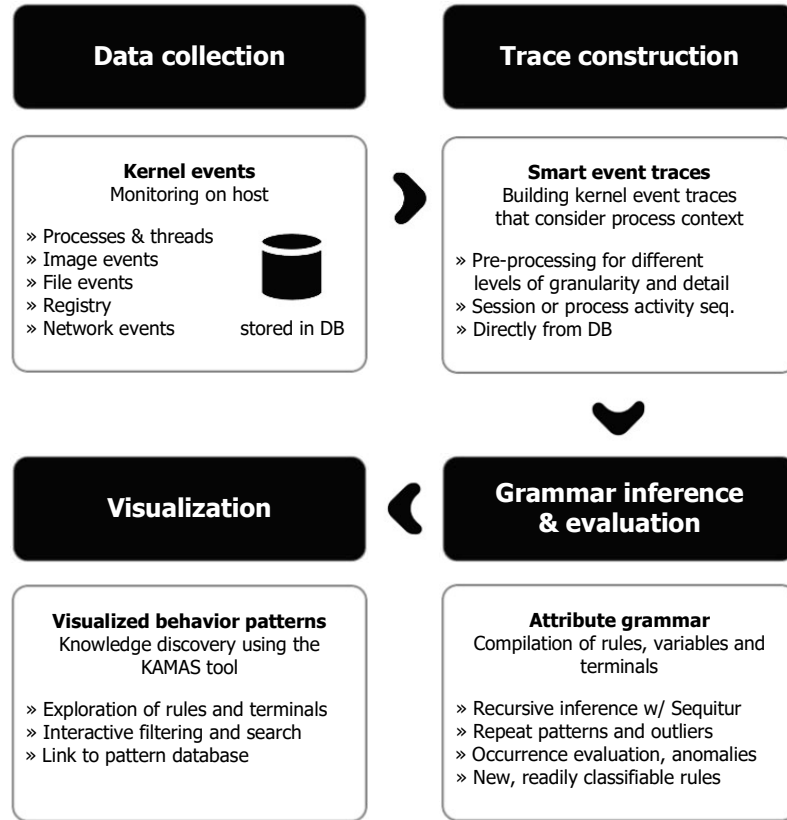 Data collection
Kernel events
Monitoring on host
» Processes & threads
» Image events
» File events
» Registry
» Network events
stored in DB
Trace construction
Smart event traces
Building kernel event traces
that consider process context
» Pre-processing for different
levels of granularity and detail
» Session or process activity seq.
» Directly from DB
Grammar inference
& evaluation
Attribute grammar
Compilation of rules, variables and
terminals
» Recursive inference w/ Sequitur
» Repeat patterns and outliers
» Occurrence evaluation, anomalies
» New, readily classifiable rules
Visualization
Visualized behavior patterns
Knowledge discovery using the
KAMAS tool
» Exploration of rules and terminals
» Interactive filtering and search
» Link to pattern database